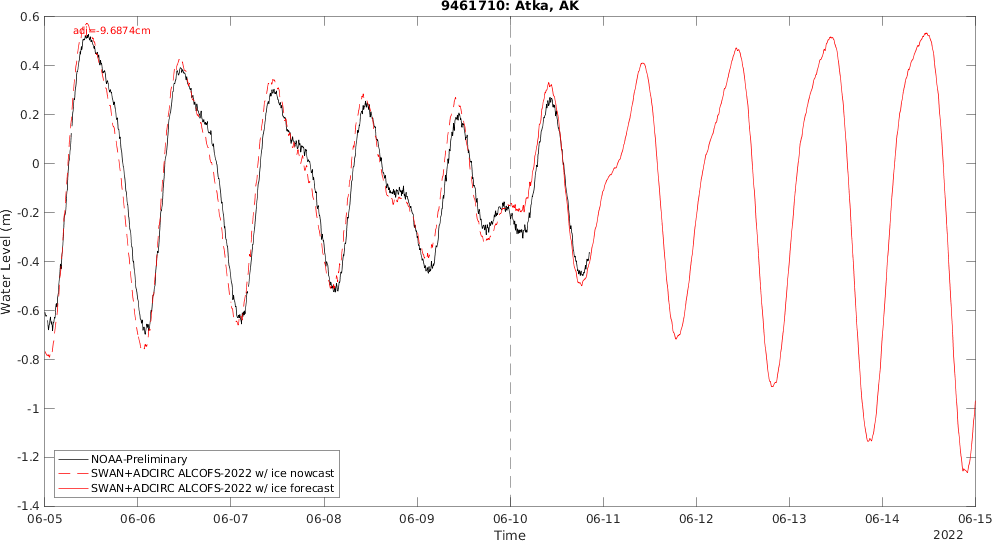 9461710: Atka, AK
adj=-9.6874cm
0.6
0.4
0.2
0
-0.2
-0.4
-0.6
-0.8
-1
-1.2
-1.4
Water Level (m)
NOAA-Preliminary
SWAN+ADCIRC ALCOFS-2022 w/ ice nowcast
SWAN+ADCIRC ALCOFS-2022 w/ ice forecast
06-05 06-06 06-07 06-08 06-09 06-10 06-11 06-12 06-13 06-14 06-15
Time
2022